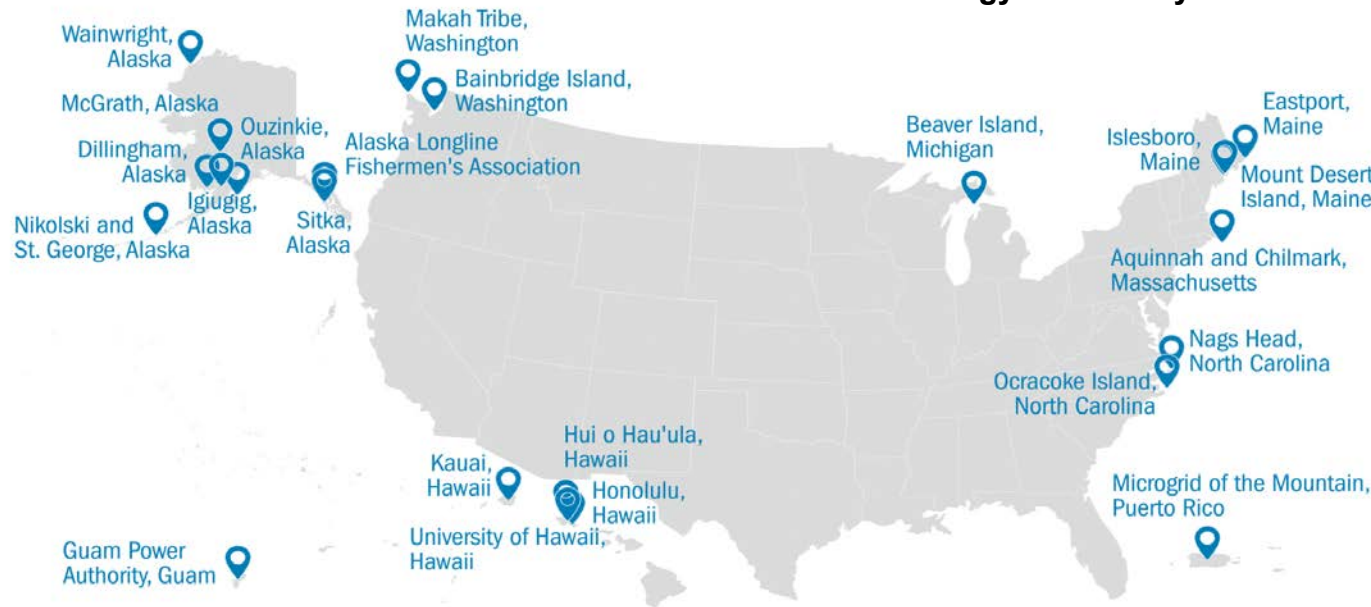 gy
y
Makah Tribe,
Washington
Wainwright,
Alaska
Bainbridge Island,
Washington
McGrath, Alaska
Ouzinkie,
Alaska
Dillingham,
Alaska
Alaska Longline
Fishermen's Association
Igiugig,
Alaska
Sitka,
Alaska
Nikolski and
St. George, Alaska
Beaver Island,
Michigan
Eastport,
Maine
Islesboro,
Maine
Mount Desert
Island, Maine
Aquinnah and Chilmark,
Massachusetts
Nags Head,
North Carolina
Ocracoke Island,
North Carolina
Hui o Hau'ula,
Hawaii
Kauai,
Hawaii
Honolulu,
Hawaii
University of Hawaii,
Hawaii
Microgrid of the Mountain,
Puerto Rico
Guam Power
Authority, Guam